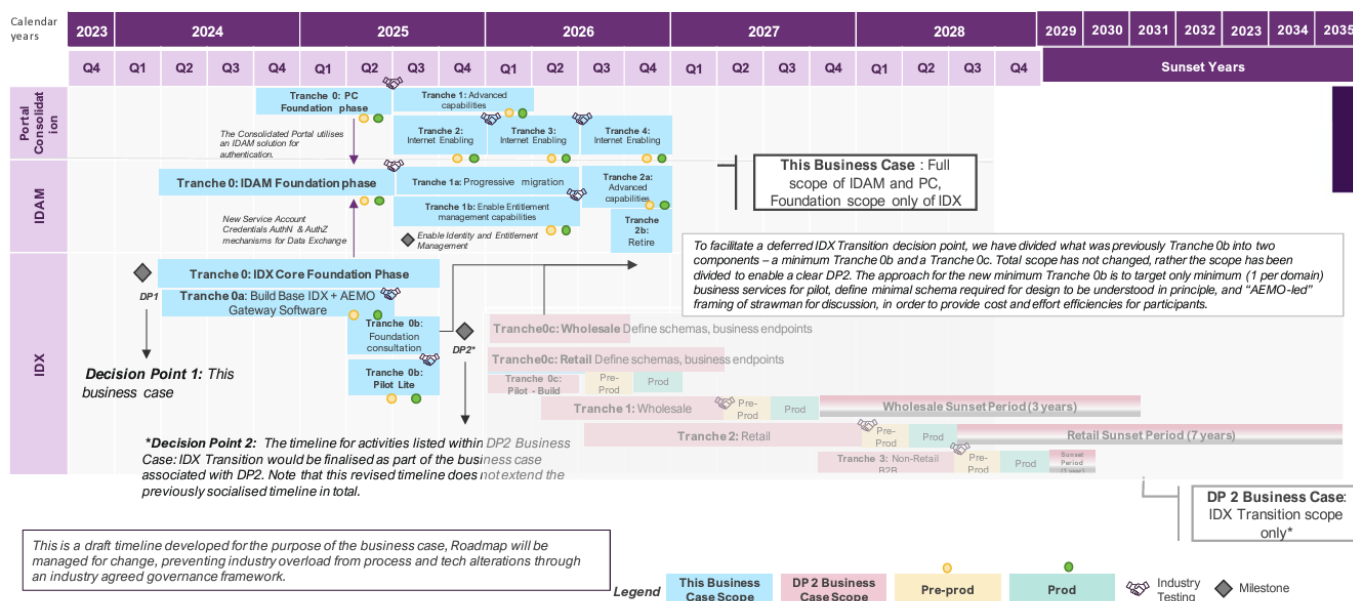 Calendar
years
2023 2024 2025 2026 2027 2028 2029 2030 2031 2032 2023 2034 2035
Q4 Q1 Q2 Q3 Q4 Q1 Q2 Q3 Q4 Q1 Q2 Q3 Q4 Q1 Q2 Q3 Q4 Q1 Q2 Q3 Q4 Sunset Years
Portal
Consolidat
ion
Tranche 0: PC
Foundation phase
Tranche 1: Advanced
capabilities
Tranche 2:
Internet Enabling
Tranche 3:
Internet Enabling
Tranche 4:
Internet Enabling
The Consolidated Portal utilises
an IDAM solution for
authentication.
This Business Case : Full
scope of IDAM and PC,
Foundation scope only of IDX
IDAM
Tranche 0: IDAM Foundation phase
Tranche 1a: Progressive migration
Tranche 2a:
Advanced
capabilities
Tranche 1b: Enable Entitlement
management capabilities
Tranche
2b:
Retire
New Service Account
Credentials AuthN & AuthZ
mechanisms for Data Exchange
Enable Identity and Entitlement
Management
To facilitate a deferred IDX Transition decision point, we have divided what was previously Tranche 0b into two
components – a minimum Tranche 0b and a Tranche 0c. Total scope has not changed, rather the scope has been
divided to enable a clear DP2. The approach for the new minimum Tranche 0b is to target only minimum (1 per domain)
business services for pilot, define minimal schema required for design to be understood in principle, and “AEMO-led”
framing of strawman for discussion, in order to provide cost and effort efficiencies for participants.
IDX
DP1
Tranche 0: IDX Core Foundation Phase
Tranche 0a: Build Base IDX + AEMO
Gateway Software
Tranche 0b:
Foundation
consultation
Tranche 0b:
Pilot Lite
DP2*
Tranche0c: Wholesale Define schemas, business endpoints
Tranche0c: Retail Define schemas, business endpoints
Tranche 0c:
Pilot - Build
Pre-
Prod
Prod
Tranche 1: Wholesale
Pre-
Prod
Prod
Wholesale Sunset Period (3 years)
Tranche 2: Retail
Pre-
Prod
Prod
Retail Sunset Period (7 years)
Tranche 3: Non-Retail
B2B
Pre-
Prod
Prod
Sunset
Period
(1 year)
Decision Point 1: This
business case
*Decision Point 2: The timeline for activities listed within DP2 Business
Case: IDX Transition would be finalised as part of the business case
associated with DP2. Note that this revised timeline does not extend the
previously socialised timeline in total.
DP 2 Business Case:
IDX Transition scope
only*
This is a draft timeline developed for the purpose of the business case, Roadmap will be
managed for change, preventing industry overload from process and tech alterations through
an industry agreed governance framework.
Legend
This Business
Case Scope
DP 2 Business
Case Scope
Pre-prod
Prod
Industry
Testing
Milestone